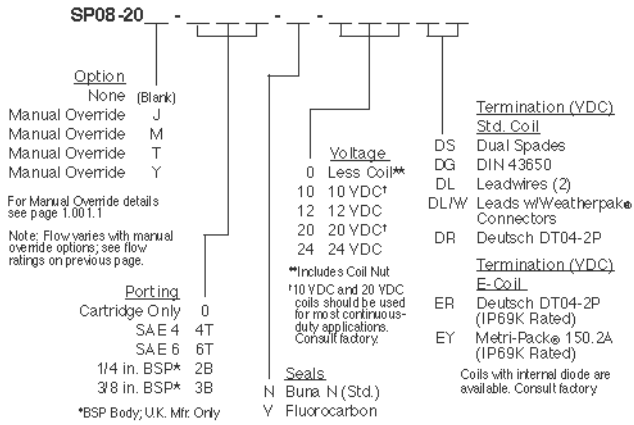 SP08-20__ - ____ - __ - ____ __ __
Option
None (Blank)
Manual Override J
Manual Override M
Manual Override T
Manual Override Y
For Manual Override details
see page 1.001.1
Note: Flow varies with manual
override options; see flow
ratings on previous page.
Porting
Cartridge Only 0
SAE 4 4T
SAE 6 6T
1/4 in. BSP* 2B
3/8 in. BSP* 3B
*BSP Body; U.K. Mfr. Only
Seals
N Buna N (Std.)
V Fluorocarbon
Voltage
0 Less Coil**
10 10 VDC†
12 12 VDC
20 20 VDC†
24 24 VDC
**Includes Coil Nut
†10 VDC and 20 VDC
coils should be used
for most continuous-
duty applications.
Consult factory.
Termination (VDC)
Std. Coil
DS Dual Spades
DG DIN 43650
DL Leadwires (2)
DL/W Leads w/Weatherpak®
Connectors
DR Deutsch DT04-2P
Termination (VDC)
E-Coil
ER Deutsch DT04-2P
(IP69K Rated)
EY Metri-Pack® 150.2A
(IP69K Rated)
Coils with internal diode are
available. Consult factory